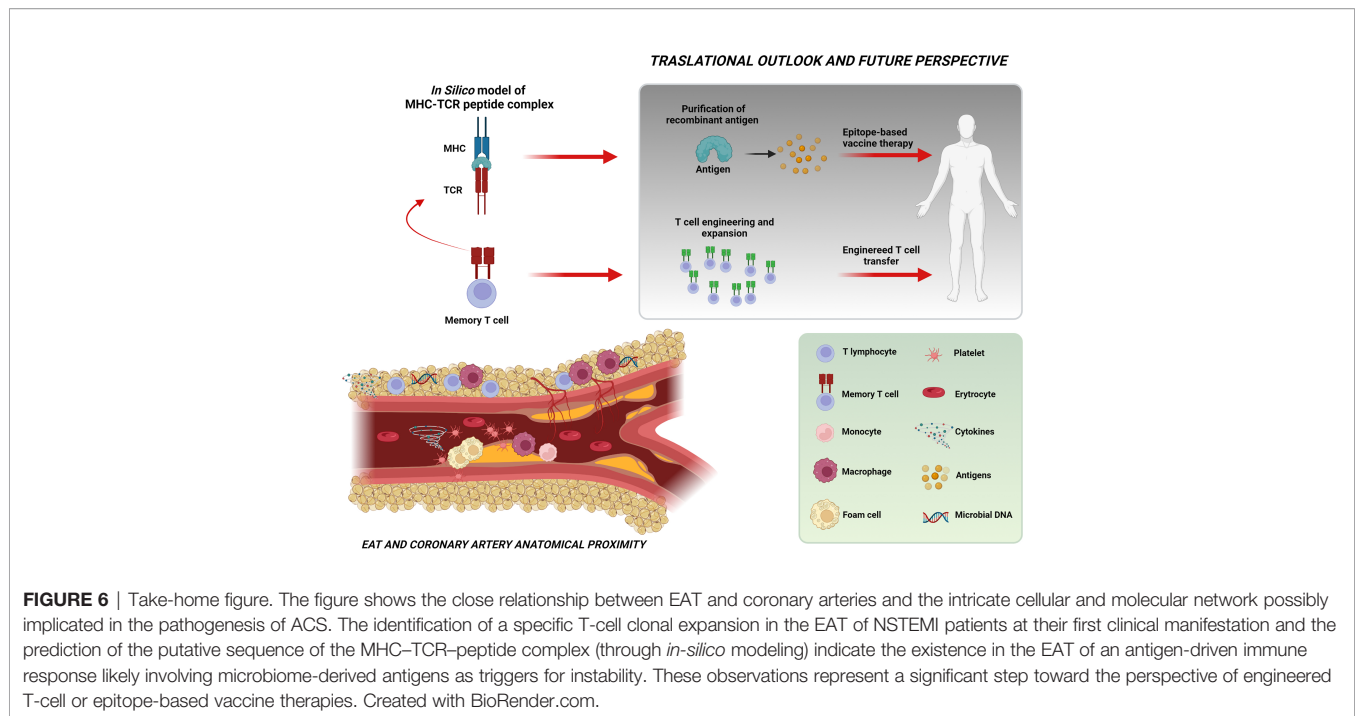 TRASLATIONAL OUTLOOK AND FUTURE PERSPECTIVE
In Silico model of
MHC-TCR peptide complex
MHC
TCR
Memory T cell
Purification of
recombinant antigen
Antigen
Epitope-based
vaccine therapy
T cell engineering and
expansion
Enginereed T cell
transfer
T lymphocyte
Platelet
Memory T cell
Erytrocyte
Monocyte
Cytokines
Macrophage
Antigens
Foam cell
Microbial DNA
EAT AND CORONARY ARTERY ANATOMICAL PROXIMITY
FIGURE 6 | Take-home figure. The figure shows the close relationship between EAT and coronary arteries and the intricate cellular and molecular network possibly
implicated in the pathogenesis of ACS. The identification of a specific T-cell clonal expansion in the EAT of NSTEMI patients at their first clinical manifestation and the
prediction of the putative sequence of the MHC–TCR–peptide complex (through in-silico modeling) indicate the existence in the EAT of an antigen-driven immune
response likely involving microbiome-derived antigens as triggers for instability. These observations represent a significant step toward the perspective of engineered
T-cell or epitope-based vaccine therapies. Created with BioRender.com.